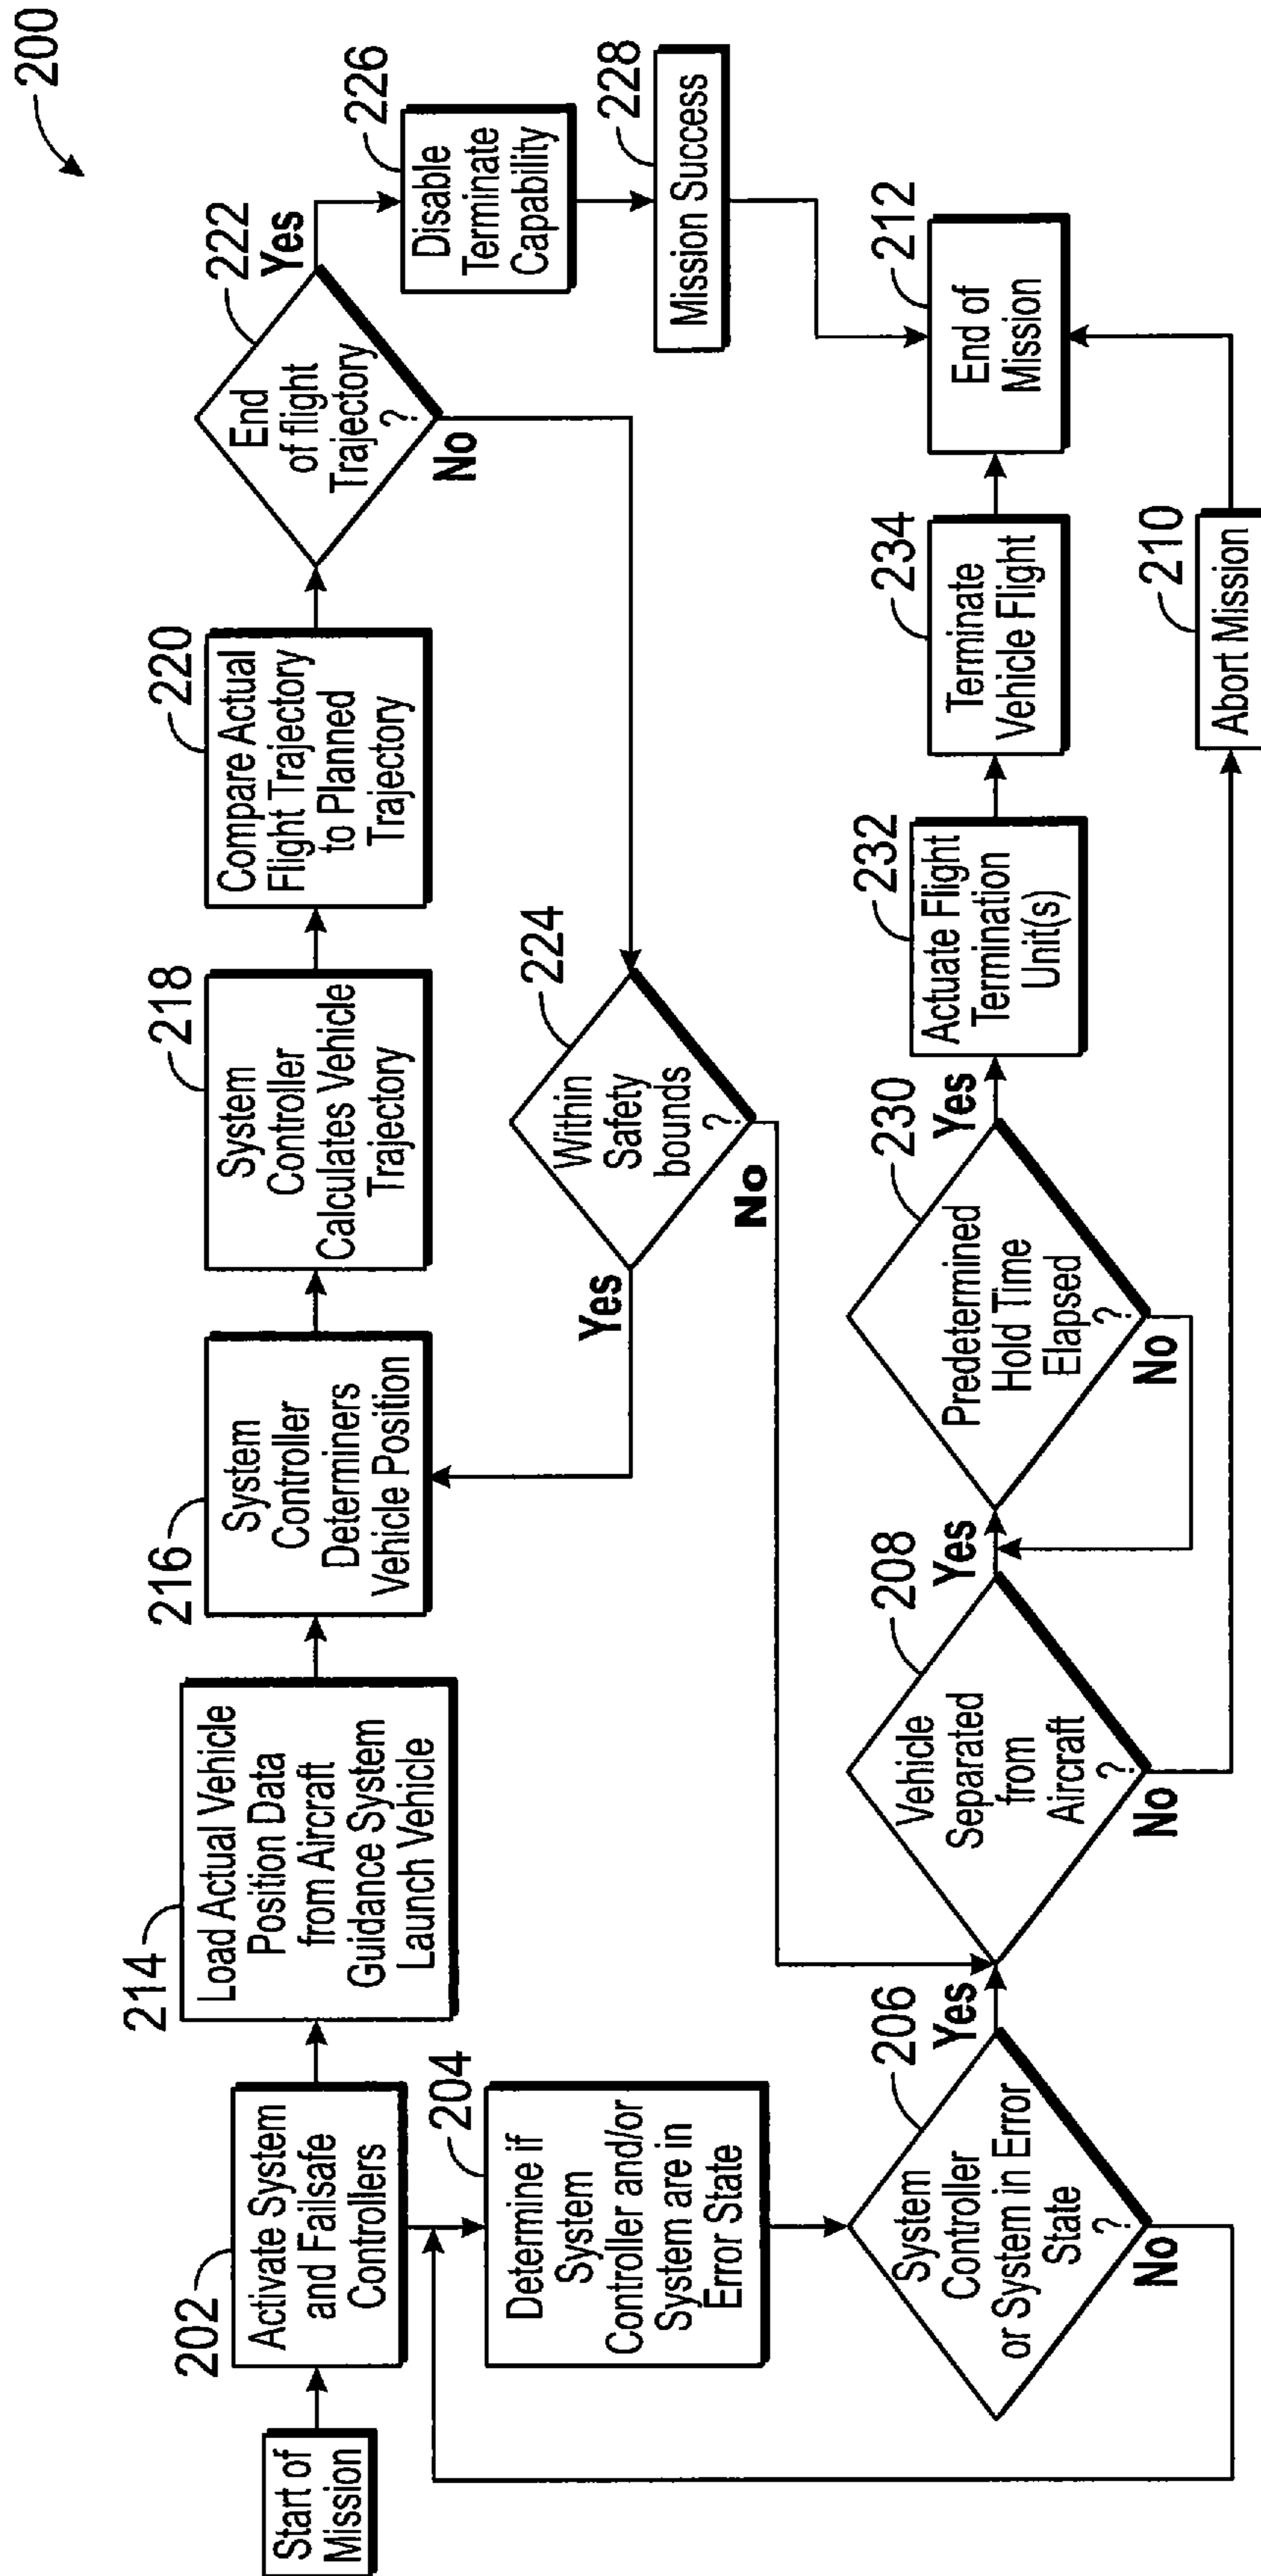 200
Start of
Mission
202
Activate System
and Failsafe
Controllers
214
Load Actual Vehicle
Position Data
from Aircraft
Guidance System
Launch Vehicle
216
System
Controller
Determiners
Vehicle Position
218
System
Controller
Calculates Vehicle
Trajectory
220
Compare Actual
Flight Trajectory
to Planned
Trajectory
222
End
of flight
Trajectory
?
Yes
No
226
Disable
Terminate
Capability
228
Mission Success
224
Within
Safety
bounds
?
Yes
No
204
Determine if
System
Controller and/or
System are in
Error State
206
System
Controller
or System in Error
State
?
Yes
No
208
Vehicle
Separated
from
Aircraft
?
Yes
No
230
Predetermined
Hold Time
Elapsed
?
Yes
No
232
Actuate Flight
Termination
Unit(s)
234
Terminate
Vehicle Flight
212
End of
Mission
210
Abort Mission